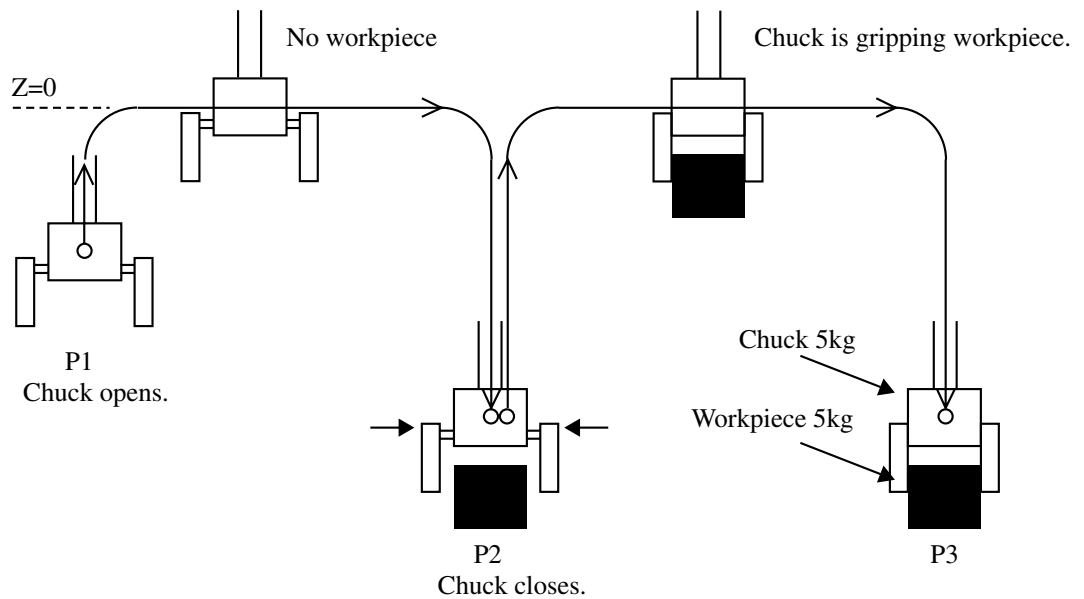 No workpiece
Chuck is gripping workpiece.
Z=0
P1
Chuck opens.
Chuck 5kg
Workpiece 5kg
P2
Chuck closes.
P3